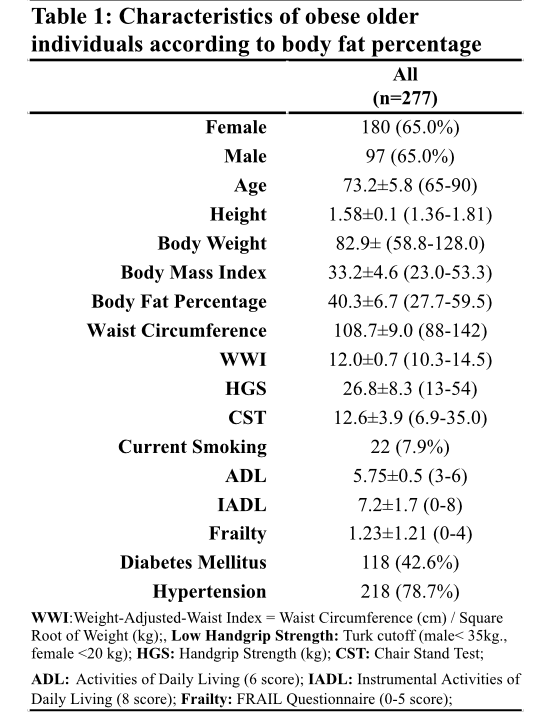 Table 1: Characteristics of obese older
individuals according to body fat percentage
All
(n=277)
Female 180 (65.0%)
Male 97 (65.0%)
Age 73.2±5.8 (65-90)
Height 1.58±0.1 (1.36-1.81)
Body Weight 82.9± (58.8-128.0)
Body Mass Index 33.2±4.6 (23.0-53.3)
Body Fat Percentage 40.3±6.7 (27.7-59.5)
Waist Circumference 108.7±9.0 (88-142)
WWI 12.0±0.7 (10.3-14.5)
HGS 26.8±8.3 (13-54)
CST 12.6±3.9 (6.9-35.0)
Current Smoking 22 (7.9%)
ADL 5.75±0.5 (3-6)
IADL 7.2±1.7 (0-8)
Frailty 1.23±1.21 (0-4)
Diabetes Mellitus 118 (42.6%)
Hypertension 218 (78.7%)
WWI:Weight-Adjusted-Waist Index = Waist Circumference (cm) / Square
Root of Weight (kg);, Low Handgrip Strength: Turk cutoff (male< 35kg.,
female <20 kg); HGS: Handgrip Strength (kg); CST: Chair Stand Test;
ADL: Activities of Daily Living (6 score); IADL: Instrumental Activities of
Daily Living (8 score); Frailty: FRAIL Questionnaire (0-5 score);